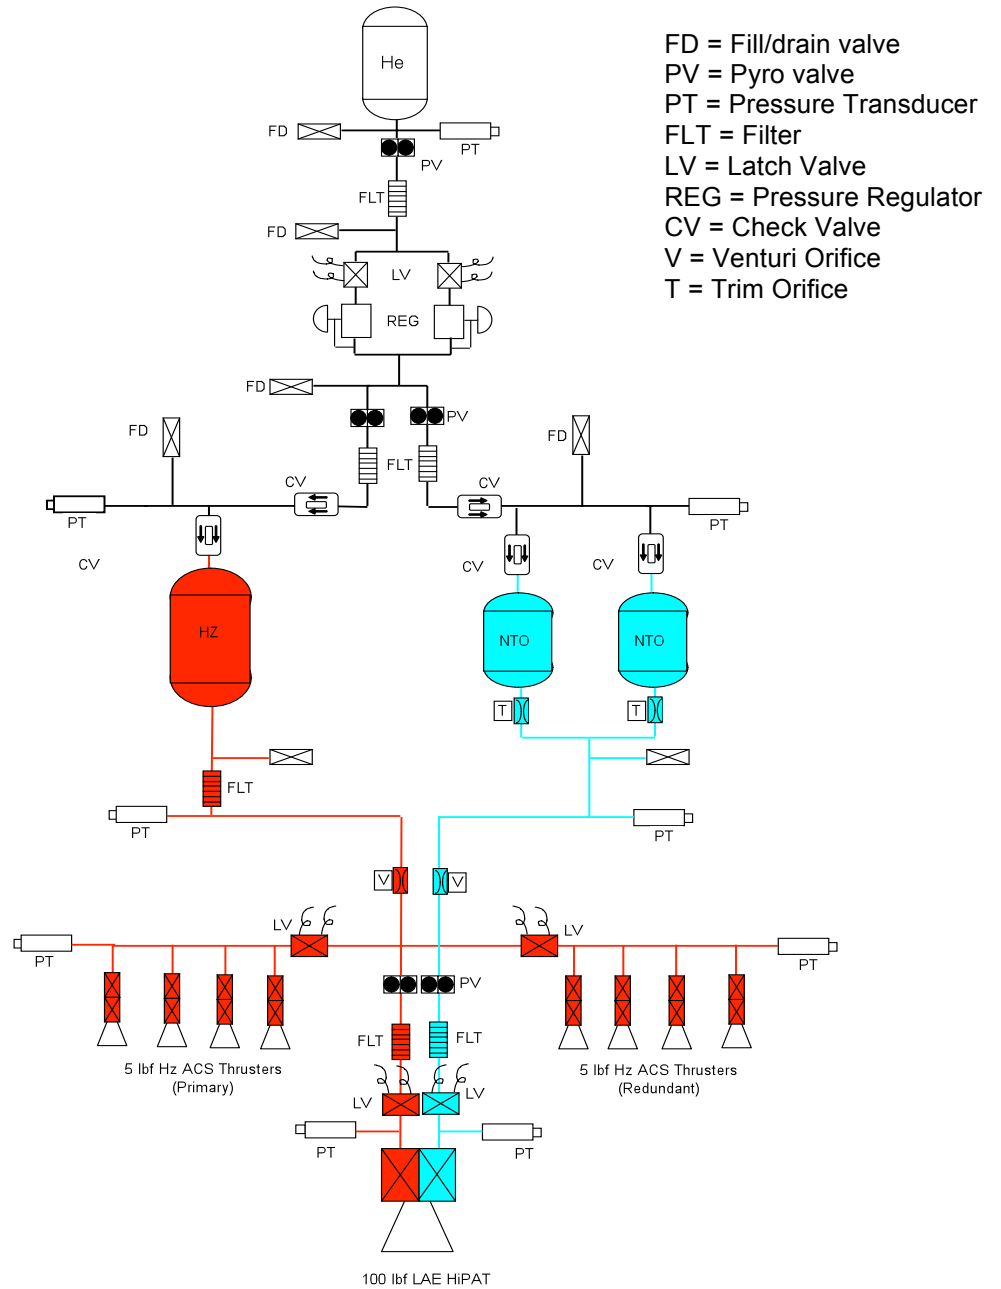 FD = Fill/drain valve
PV = Pyro valve
PT = Pressure Transducer
FLT = Filter
LV = Latch Valve
REG = Pressure Regulator
CV = Check Valve
V = Venturi Orifice
T = Trim Orifice
He
FD
PT
PV
FLT
FD
LV
REG
FD
PV
FD
FD
FLT
CV
CV
PT
PT
CV
CV
CV
HZ
NTO
NTO
T
T
FLT
PT
PT
V
V
LV
LV
PT
PT
PV
FLT
FLT
5 lbf Hz ACS Thrusters
(Primary)
5 lbf Hz ACS Thrusters
(Redundant)
LV
LV
PT
PT
100 lbf LAE HiPAT